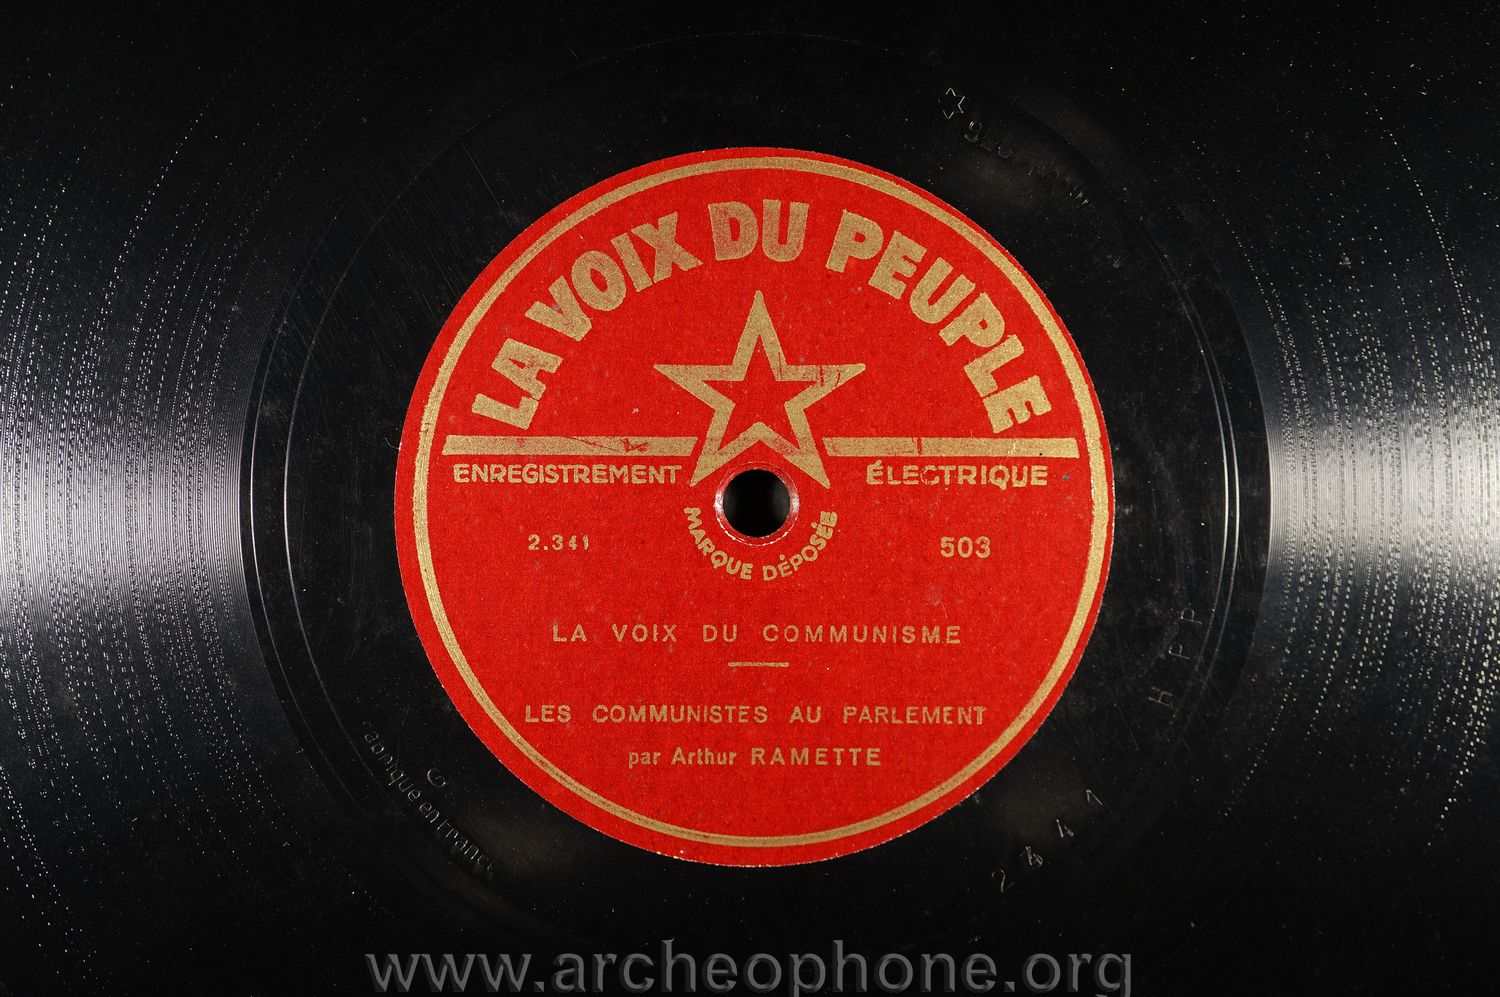 LA VOIX DU PEUPLE
ENREGISTREMENT ÉLECTRIQUE
MARQUE DÉPOSÉE
2.341 503
LA VOIX DU COMMUNISME
LES COMMUNISTES AU PARLEMENT
par Arthur RAMETTE
H P P
www.archeophone.org